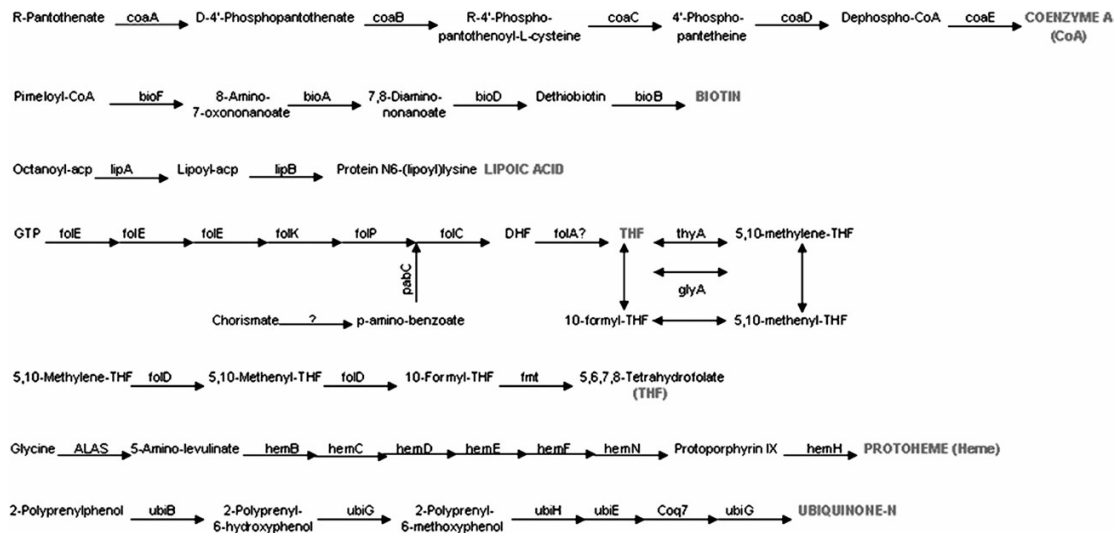 R-Pantothenate coaA D-4'-Phosphopantothenate coaB R-4'-Phospho- coaC 4'-Phospho- coaD Dephospho-CoA coaE COENZYME A
pantothenoyl-L-cysteine pantetheine (CoA)
Pimeloyl-CoA bioF 8-Amino- bioA 7,8-Diamino- bioD Dethiobiotin bioB BIOTIN
7-oxononanoate nonanoate
Octanoyl-acp lipA Lipoyl-acp lipB Protein N6-(lipoyl)lysine LIPOIC ACID
GTP folE folE folE folK folP folC DHF folA? THF thyA 5,10-methylene-THF
pabC glyA
Chorismate ? p-amino-benzoate 10-formyl-THF 5,10-methenyl-THF
5,10-Methylene-THF folD 5,10-Methenyl-THF folD 10-Formyl-THF fmt 5,6,7,8-Tetrahydrofolate
(THF)
Glycine ALAS 5-Amino-levulinate hemB hemC hemD hemE hemF hemN Protoporphyrin IX hemH PROTOHEME (Heme)
2-Polyprenylphenol ubiB 2-Polyprenyl- ubiG 2-Polyprenyl- ubiH ubiE Coq7 ubiG UBIQUINONE-N
6-hydroxyphenol 6-methoxyphenol